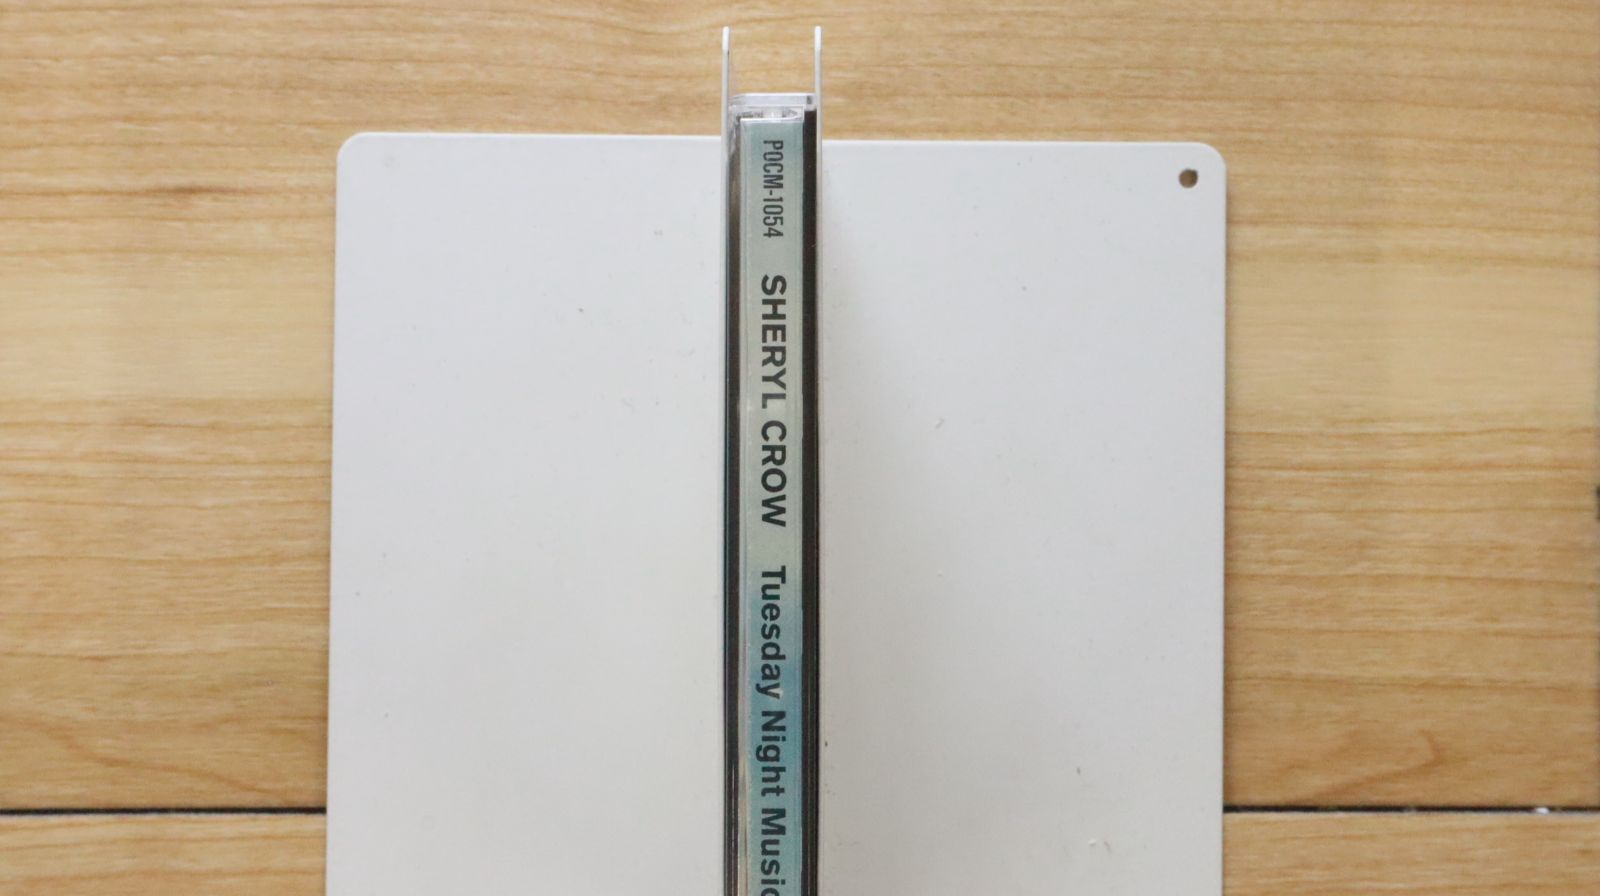 POCM-1054 SHERYL CROW Tuesday Night Music